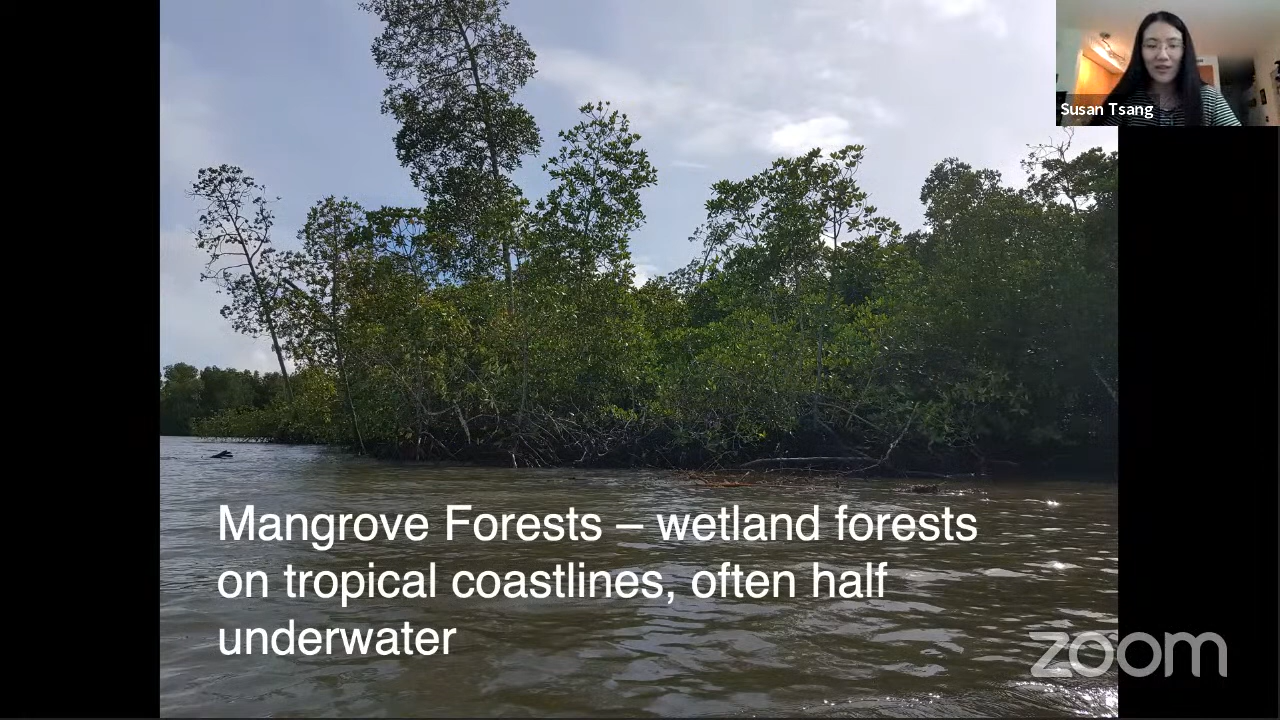 Susan Tsang
Mangrove Forests – wetland forests
on tropical coastlines, often half
underwater
zoom